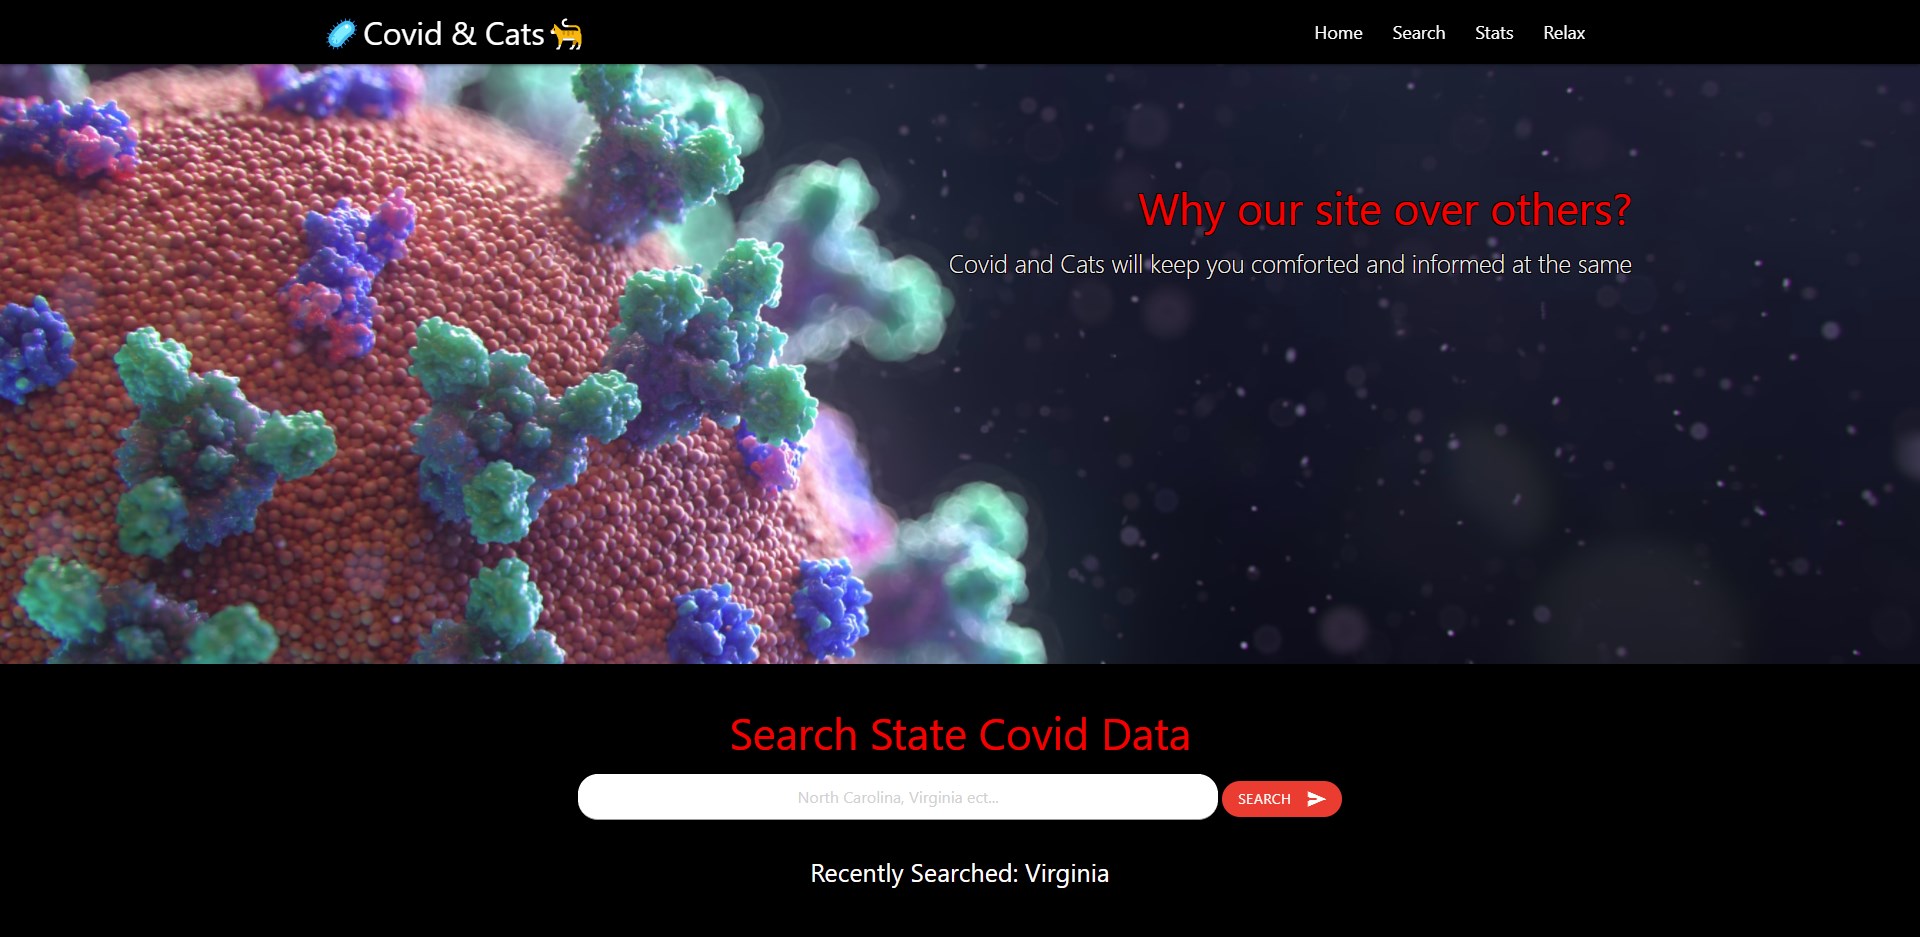 🦠Covid & Cats🐈
Home Search Stats Relax
Why our site over others?
Covid and Cats will keep you comforted and informed at the same
Search State Covid Data
North Carolina, Virginia ect...
SEARCH
Recently Searched: Virginia